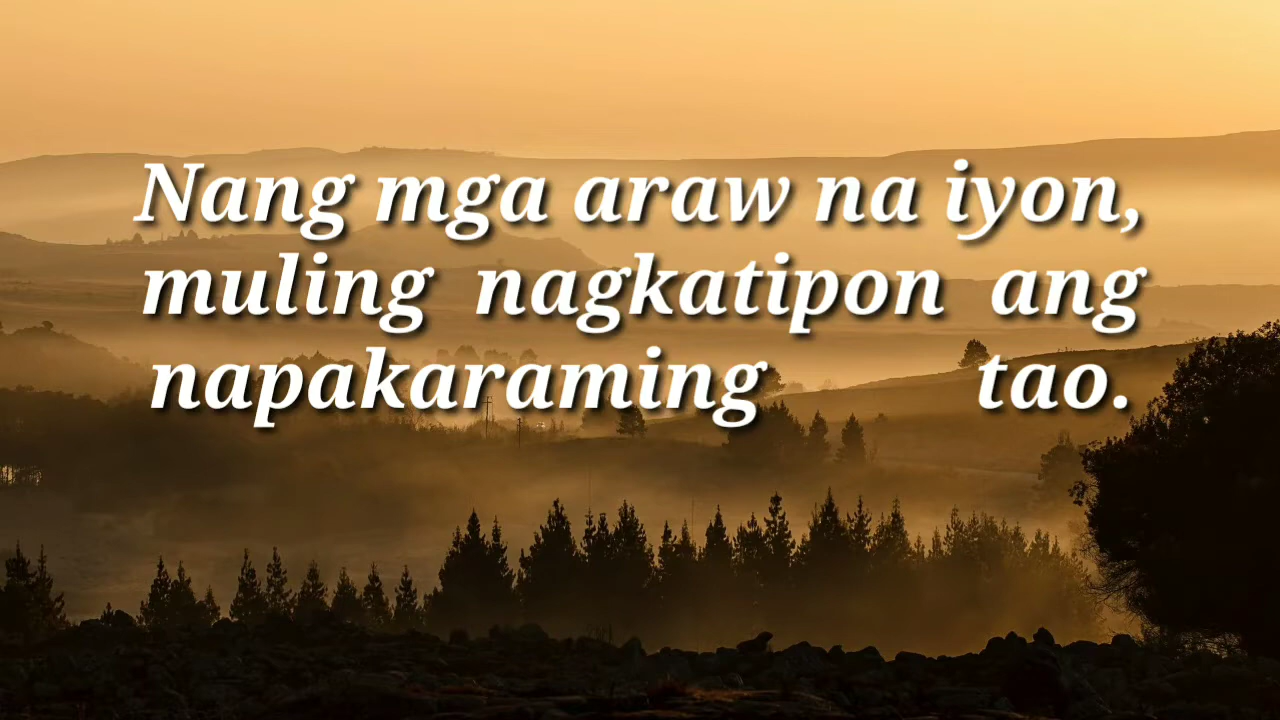 Nang mga araw na iyon,
muling nagkatipon ang
napakaraming tao.